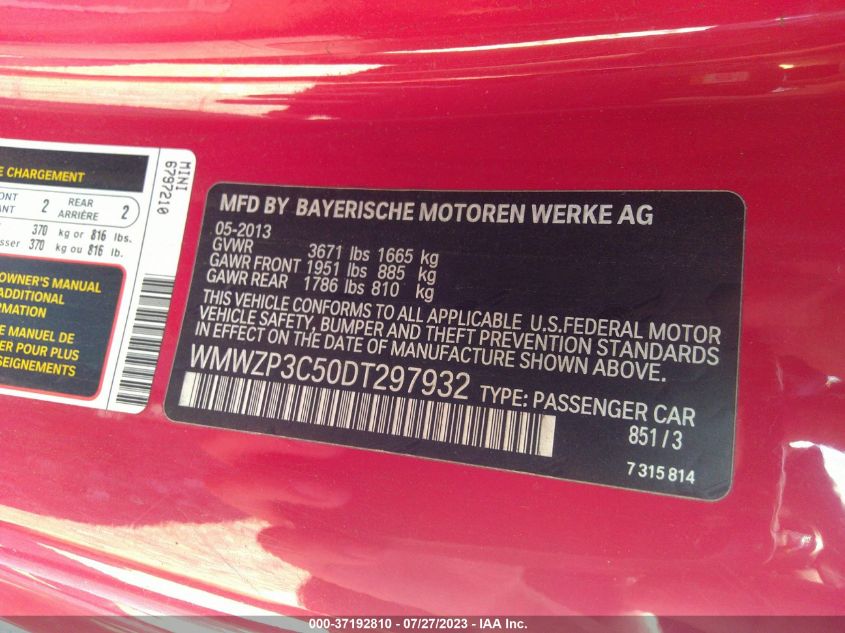 E CHARGEMENT
ONT 2 REAR 2
ANT ARRIÈRE
370 kg or 816 lbs.
sser 370 kg ou 816 lb.
OWNER'S MANUAL
ADDITIONAL
RMATION
E MANUEL DE
ER POUR PLUS
SEIGNEMENTS
MINI
6797210
MFD BY BAYERISCHE MOTOREN WERKE AG
05-2013
GVWR 3671 lbs 1665 kg
GAWR FRONT 1951 lbs 885 kg
GAWR REAR 1786 lbs 810 kg
THIS VEHICLE CONFORMS TO ALL APPLICABLE U.S.FEDERAL MOTOR
VEHICLE SAFETY, BUMPER AND THEFT PREVENTION STANDARDS
IN EFFECT ON THE DATE OF MANUFACTURE SHOWN ABOVE.
WMWZP3C50DT297932 TYPE: PASSENGER CAR
851/3
7 315 814
000-37192810 - 07/27/2023 - IAA Inc.